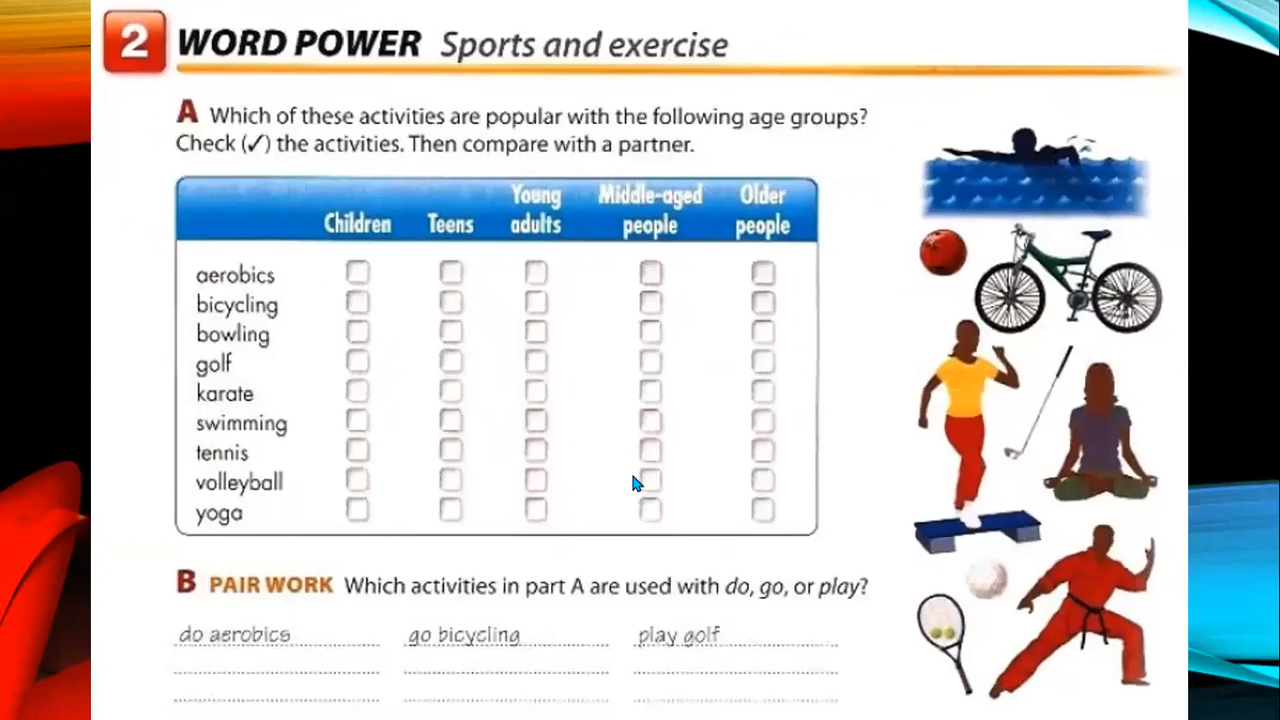 2 WORD POWER Sports and exercise
A Which of these activities are popular with the following age groups?
Check (✓) the activities. Then compare with a partner.
Children Teens Young adults Middle-aged people Older people
aerobics
bicycling
bowling
golf
karate
swimming
tennis
volleyball
yoga
B PAIR WORK Which activities in part A are used with do, go, or play?
do aerobics go bicycling play golf